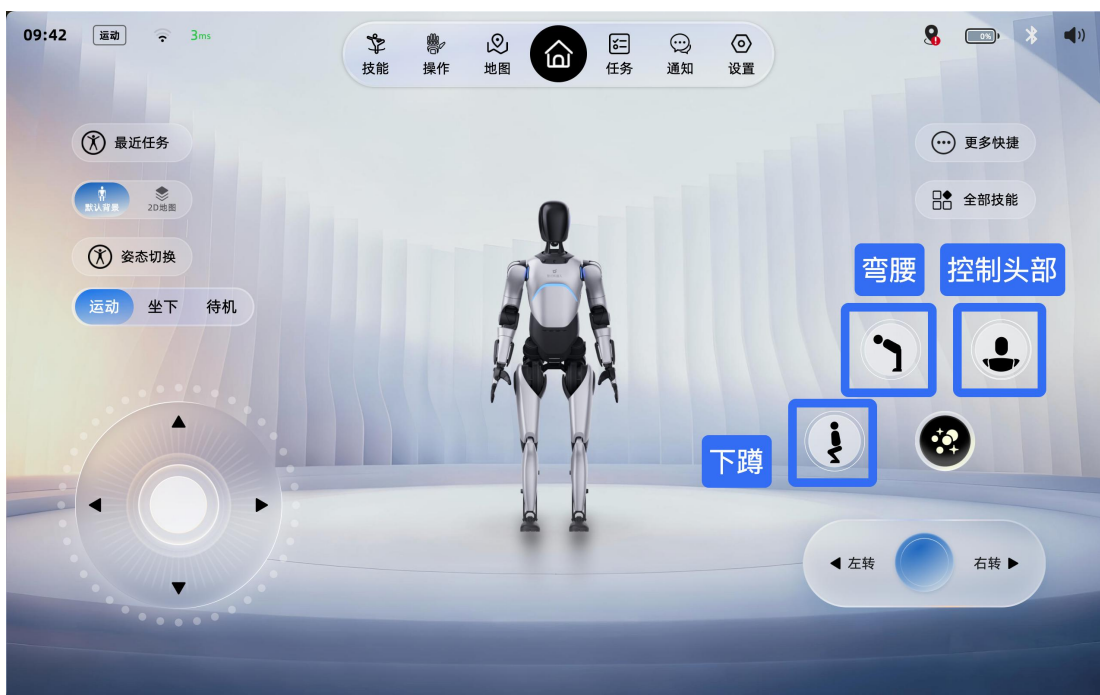 09:42 运动 3ms 0%
技能 操作 地图 任务 通知 设置
最近任务
更多快捷
默认背景 2D地图
全部技能
姿态切换
弯腰 控制头部
运动 坐下 待机
下蹲
左转 右转